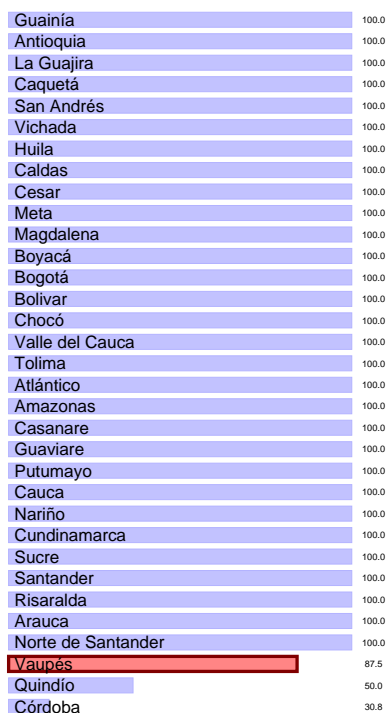 Guainía 100.0
Antioquia 100.0
La Guajira 100.0
Caquetá 100.0
San Andrés 100.0
Vichada 100.0
Huila 100.0
Caldas 100.0
Cesar 100.0
Meta 100.0
Magdalena 100.0
Boyacá 100.0
Bogotá 100.0
Bolivar 100.0
Chocó 100.0
Valle del Cauca 100.0
Tolima 100.0
Atlántico 100.0
Amazonas 100.0
Casanare 100.0
Guaviare 100.0
Putumayo 100.0
Cauca 100.0
Nariño 100.0
Cundinamarca 100.0
Sucre 100.0
Santander 100.0
Risaralda 100.0
Arauca 100.0
Norte de Santander 100.0
Vaupés 87.5
Quindío 50.0
Córdoba 30.8